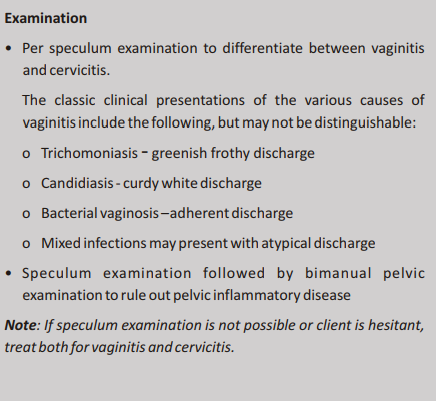 Examination
• Per speculum examination to differentiate between vaginitis
and cervicitis.
The classic clinical presentations of the various causes of
vaginitis include the following, but may not be distinguishable:
o Trichomoniasis - greenish frothy discharge
o Candidiasis - curdy white discharge
o Bacterial vaginosis – adherent discharge
o Mixed infections may present with atypical discharge
• Speculum examination followed by bimanual pelvic
examination to rule out pelvic inflammatory disease
Note: If speculum examination is not possible or client is hesitant,
treat both for vaginitis and cervicitis.